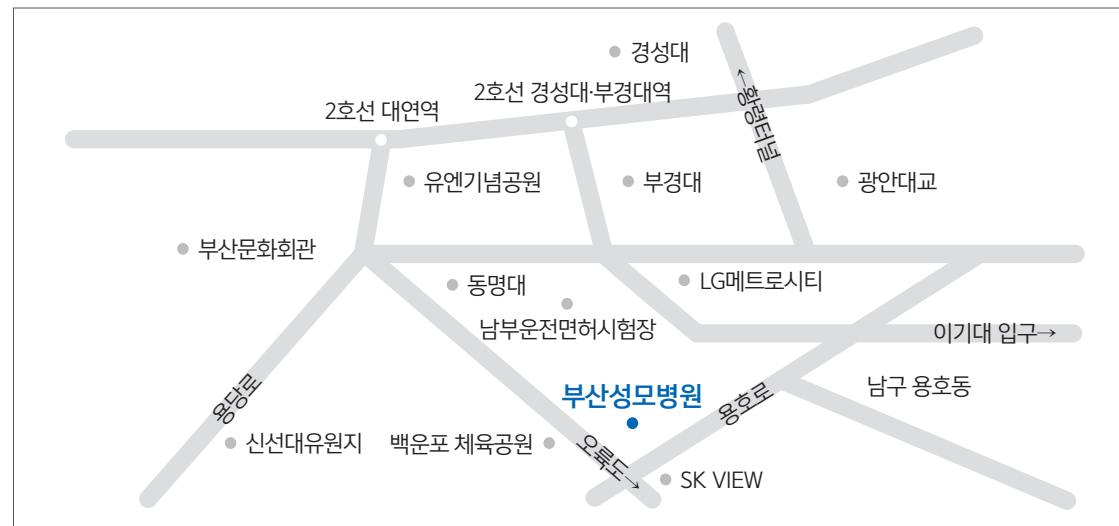 경성대
2호선 경성대·부경대역
2호선 대연역
←황령터널
유엔기념공원
부경대
광안대교
부산문화회관
동명대
LG메트로시티
남부운전면허시험장
이기대 입구→
용당로
부산성모병원
용호로
남구 용호동
신선대유원지
백운포 체육공원
오륙도→
SK VIEW